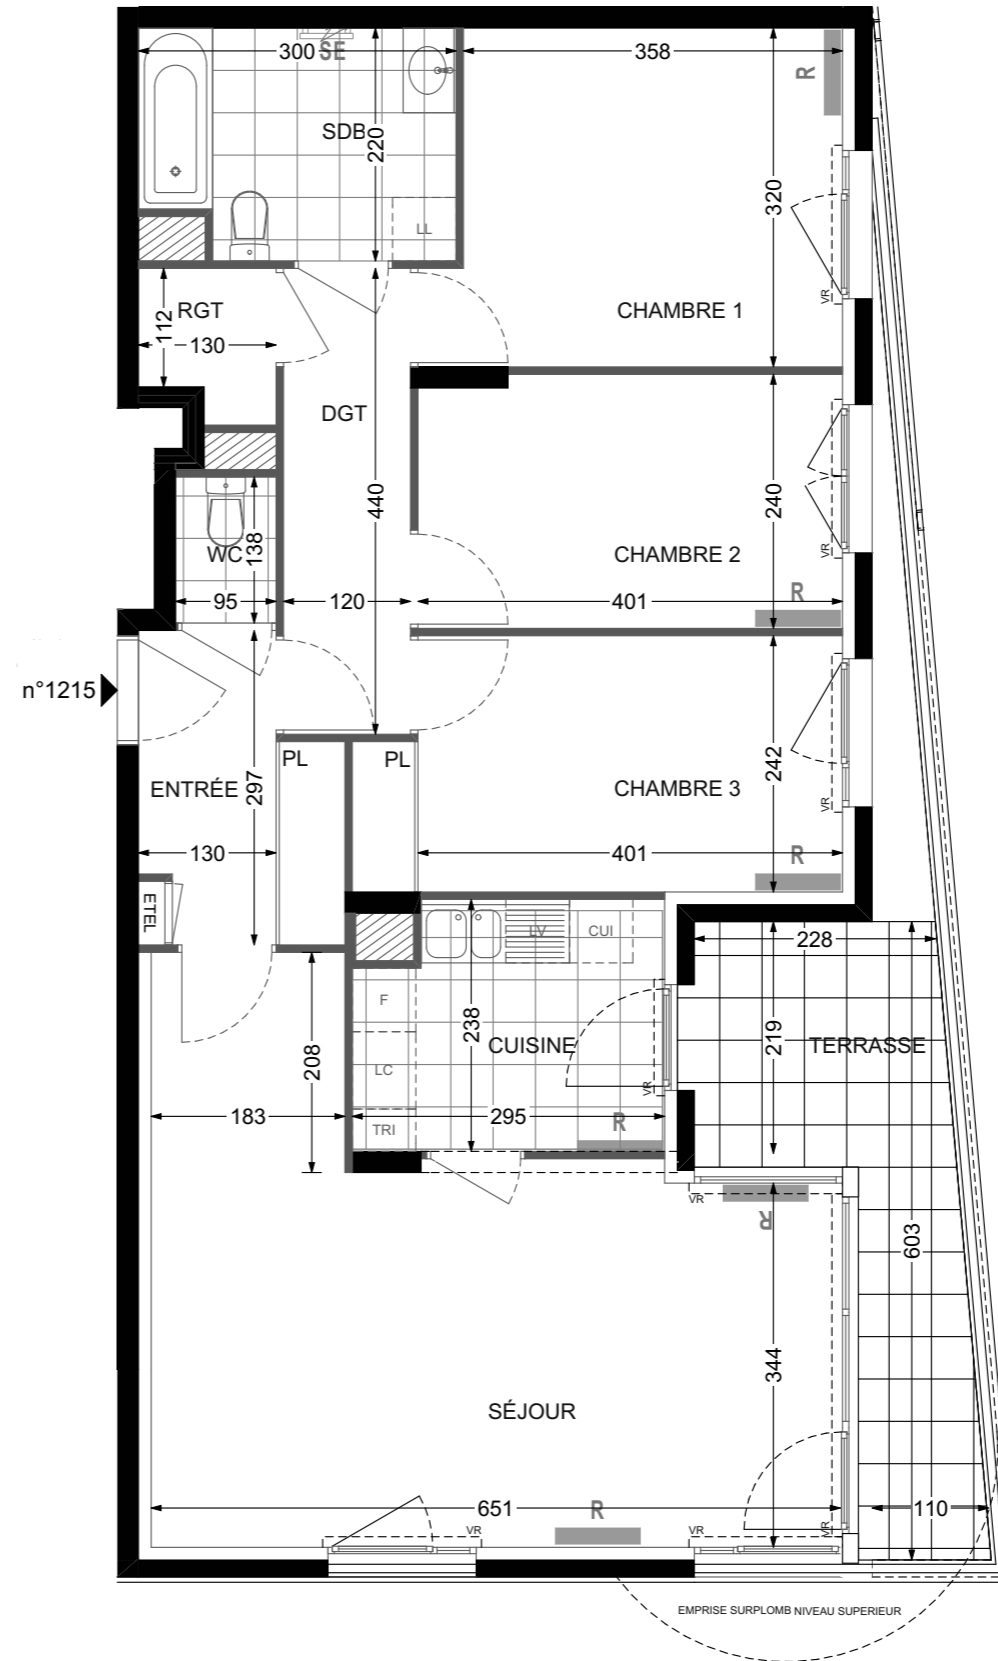 300
SE
358
R
SDB
220
320
LL
VR
RGT
112
130
CHAMBRE 1
DGT
440
240
WC
138
CHAMBRE 2
VR
95
120
401
R
n°1215
PL
PL
ENTRÉE
297
242
CHAMBRE 3
VR
130
401
R
ETEL
LV
CUI
228
F
238
CUISINE
219
TERRASSE
208
LC
VR
183
295
TRI
R
VR
R
603
344
SÉJOUR
651
R
VR
VR
VR
110
EMPRISE SURPLOMB NIVEAU SUPERIEUR